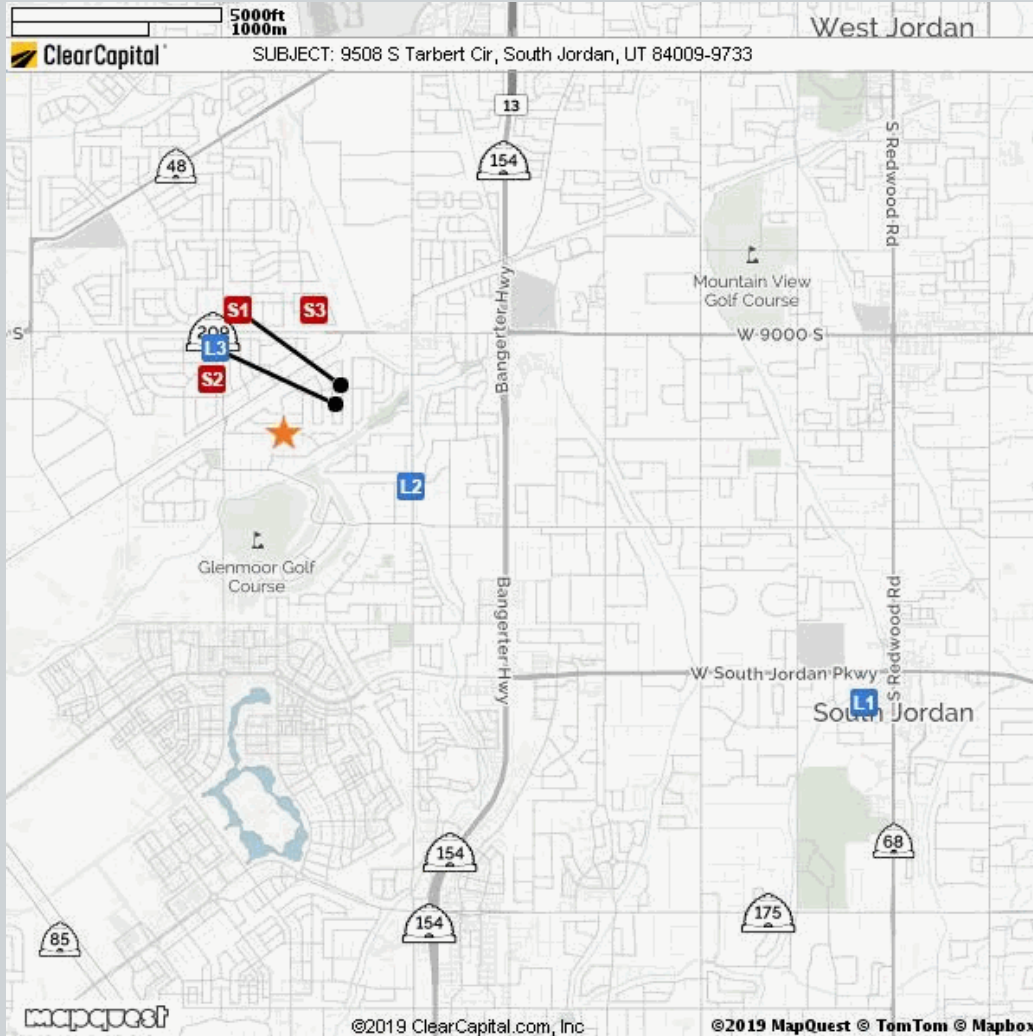 5000ft
1000m
West Jordan
ClearCapital
SUBJECT: 9508 S Tarbert Cir, South Jordan, UT 84009-9733
13
48
154
S Redwood Rd
Mountain View
Golf Course
Bangerter Hwy
S1
S3
209
L3
S
W 9000 S
S2
L2
Glenmoor Golf
Course
Bangerter Hwy
S Redwood Rd
W South Jordan Pkwy
L1
South Jordan
154
68
154
175
85
mapquest
©2019 ClearCapital.com, Inc
©2019 MapQuest © TomTom © Mapbox